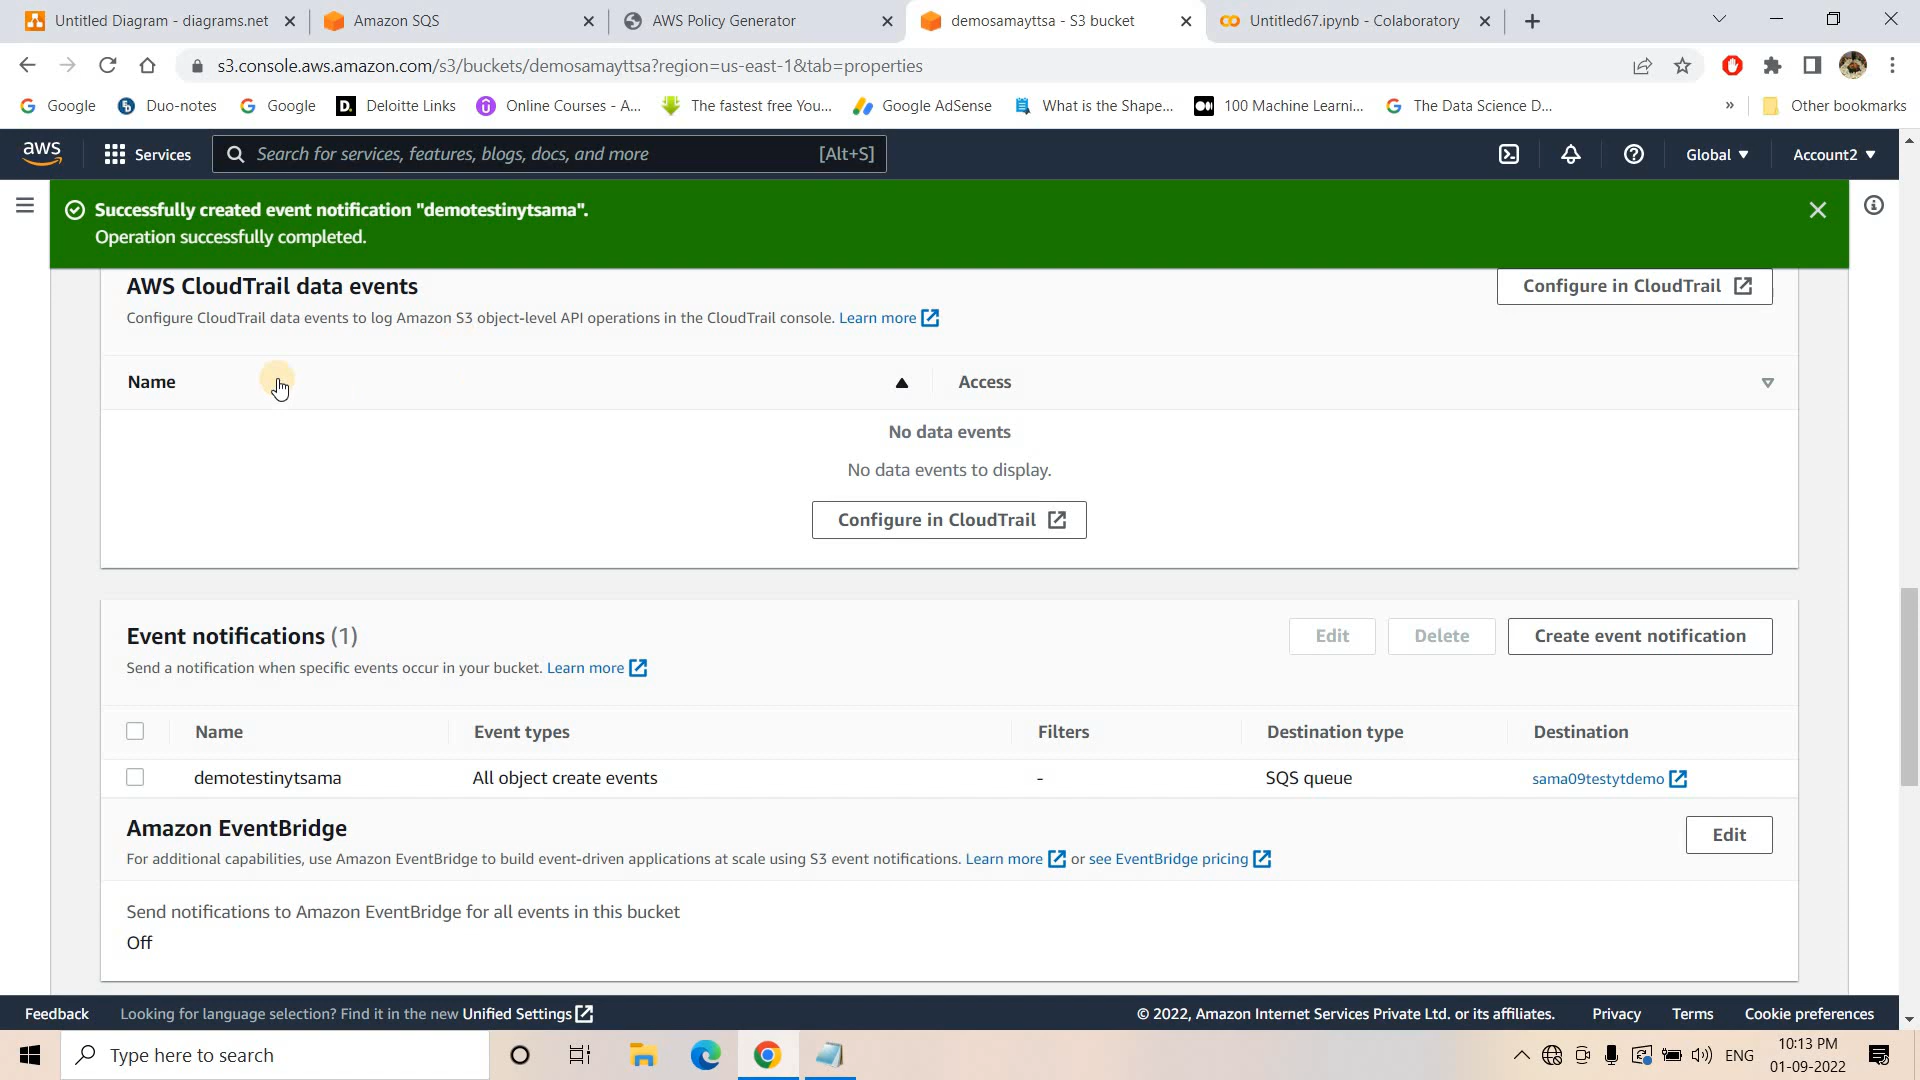 Untitled Diagram - diagrams.net
Amazon SQS
AWS Policy Generator
demosamayttsa - S3 bucket
Untitled67.ipynb - Colaboratory
s3.console.aws.amazon.com/s3/buckets/demosamayttsa?region=us-east-1&tab=properties
Google
Duo-notes
Google
Deloitte Links
Online Courses - A...
The fastest free You...
Google AdSense
What is the Shape...
100 Machine Learni...
The Data Science D...
»
Other bookmarks
aws
Services
Search for services, features, blogs, docs, and more
[Alt+S]
Global
Account2
Successfully created event notification "demotestinytsama".
Operation successfully completed.
AWS CloudTrail data events
Configure in CloudTrail
Configure CloudTrail data events to log Amazon S3 object-level API operations in the CloudTrail console. Learn more
Name
Access
No data events
No data events to display.
Configure in CloudTrail
Event notifications (1)
Edit
Delete
Create event notification
Send a notification when specific events occur in your bucket. Learn more
Name
Event types
Filters
Destination type
Destination
demotestinytsama
All object create events
-
SQS queue
sama09testytdemo
Amazon EventBridge
Edit
For additional capabilities, use Amazon EventBridge to build event-driven applications at scale using S3 event notifications. Learn more or see EventBridge pricing
Send notifications to Amazon EventBridge for all events in this bucket
Off
Feedback
Looking for language selection? Find it in the new Unified Settings
© 2022, Amazon Internet Services Private Ltd. or its affiliates.
Privacy
Terms
Cookie preferences
Type here to search
ENG
10:13 PM
01-09-2022